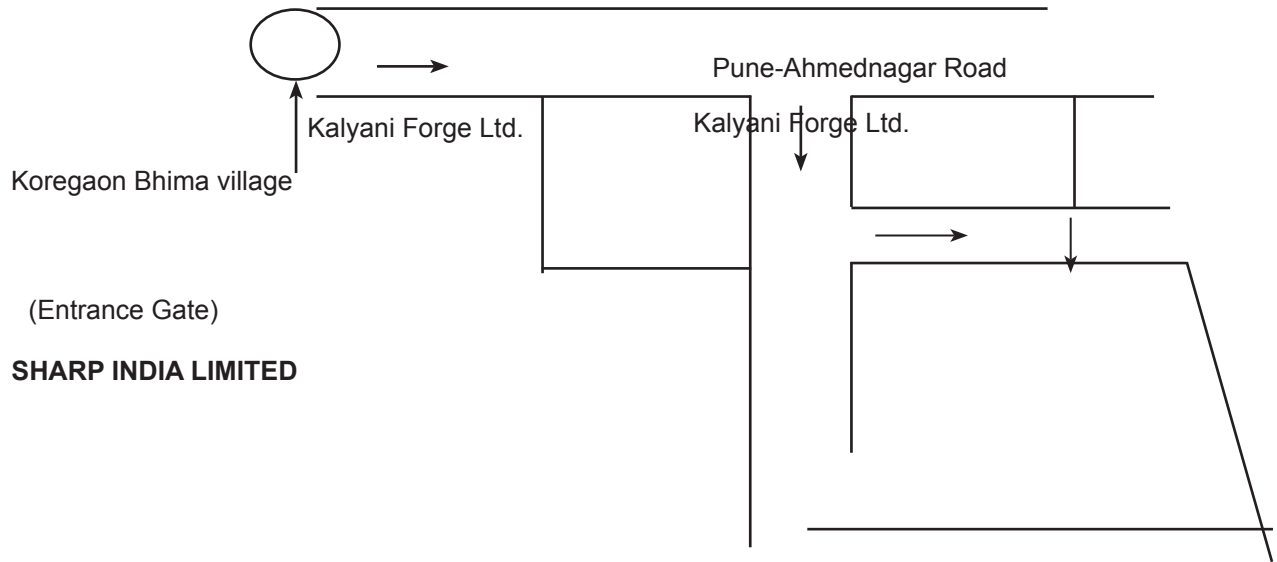 Pune-Ahmednagar Road
Kalyani Forge Ltd.
Kalyani Forge Ltd.
Koregaon Bhima village
(Entrance Gate)
SHARP INDIA LIMITED